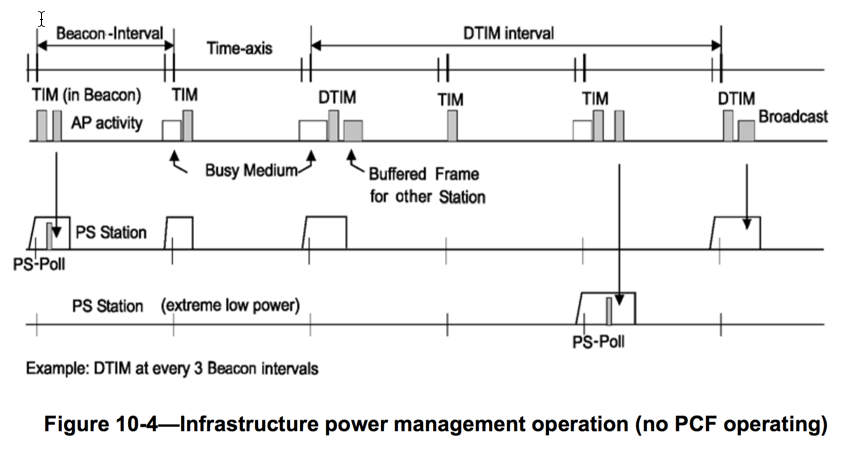 Beacon-Interval
DTIM interval
Time-axis
TIM (in Beacon)
TIM
DTIM
TIM
TIM
DTIM
AP activity
Broadcast
Busy Medium
Buffered Frame
for other Station
PS Station
PS-Poll
PS Station (extreme low power)
PS-Poll
Example: DTIM at every 3 Beacon intervals
Figure 10-4—Infrastructure power management operation (no PCF operating)